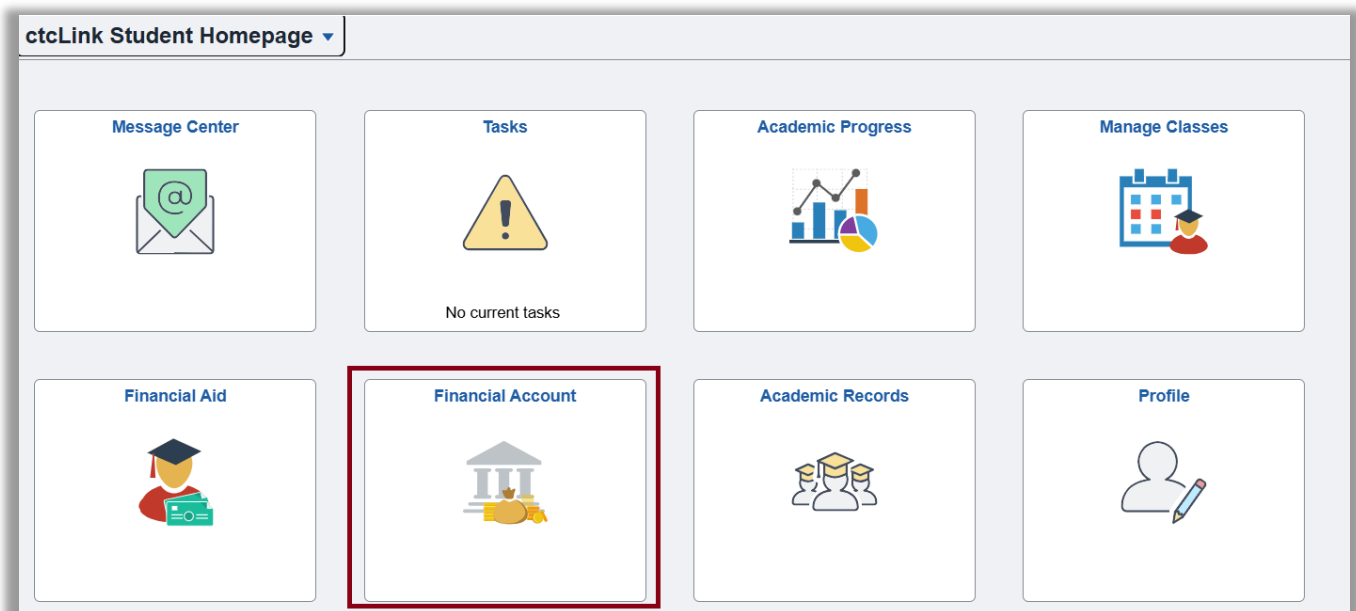 ctcLink Student Homepage
Message Center
Tasks
Academic Progress
Manage Classes
@
No current tasks
Financial Aid
Financial Account
Academic Records
Profile